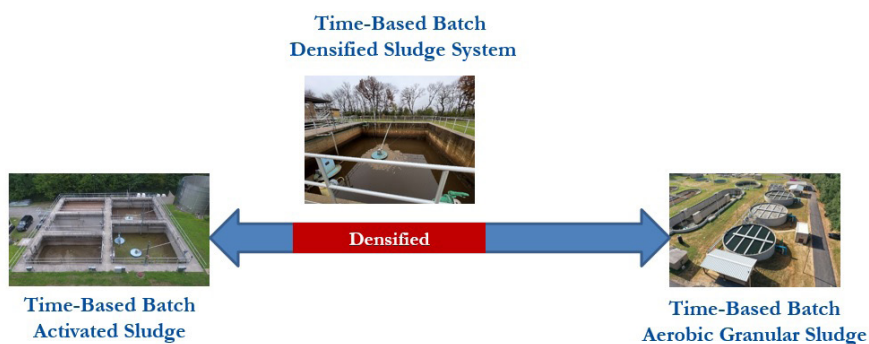 Time-Based Batch
Densified Sludge System
Densified
Time-Based Batch
Activated Sludge
Time-Based Batch
Aerobic Granular Sludge